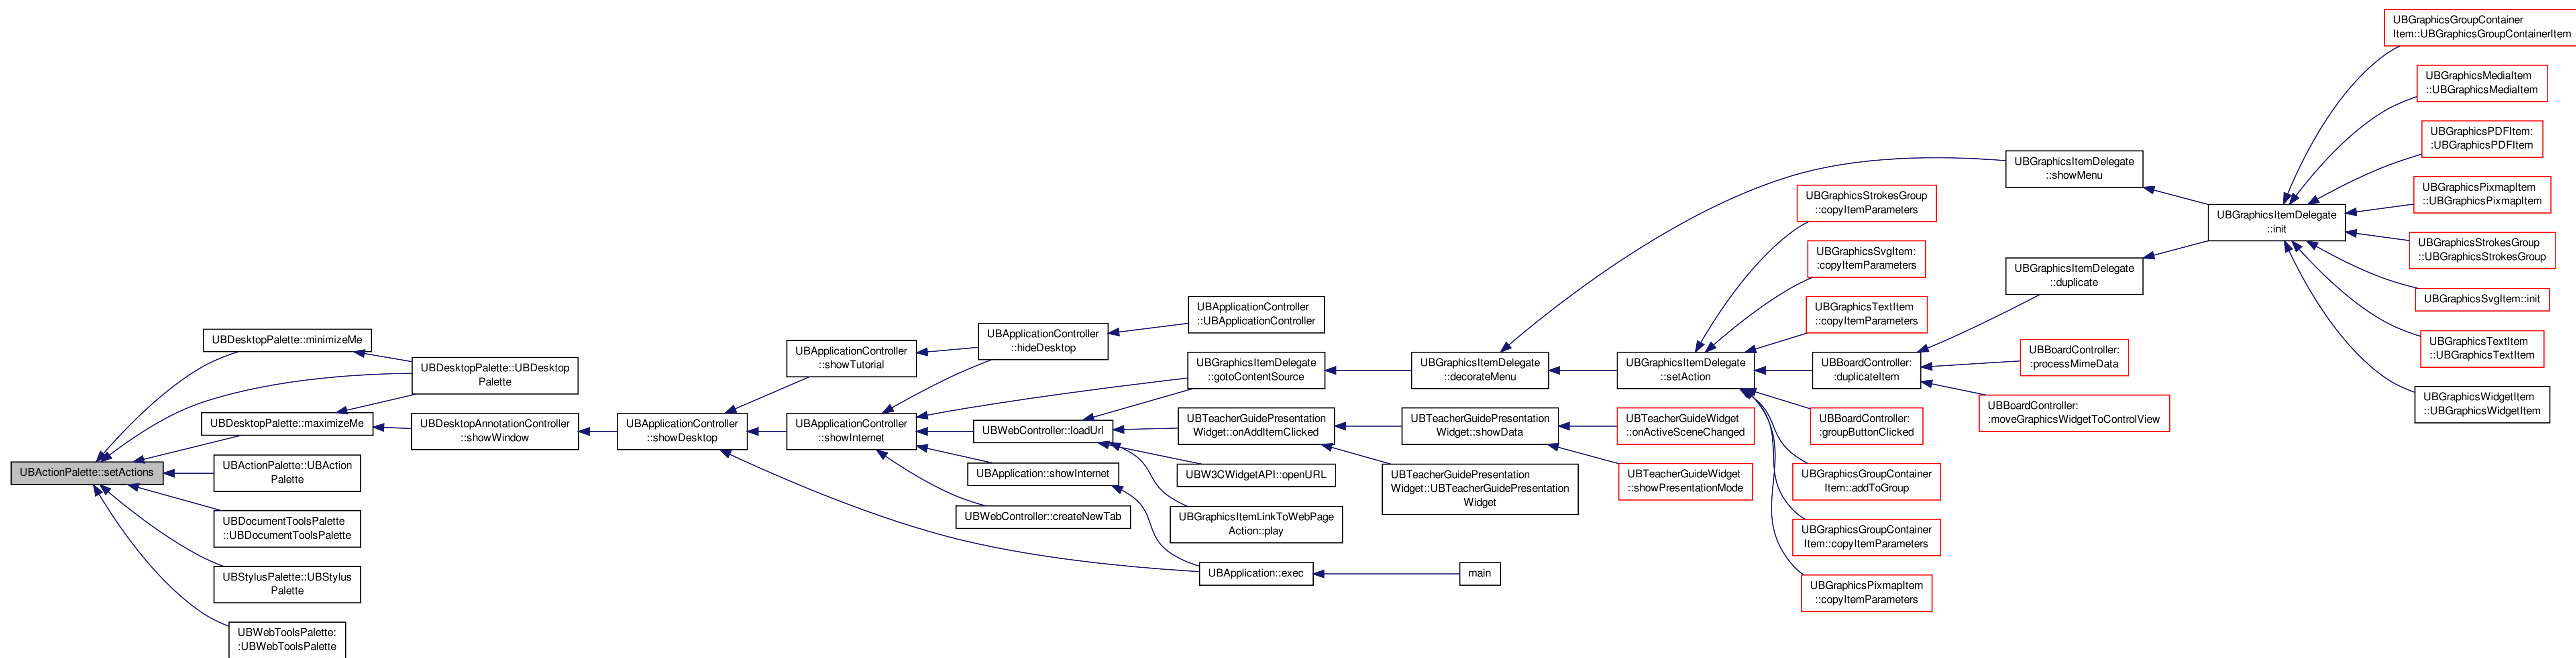 UBActionPalette::setActions
UBDesktopPalette::minimizeMe
UBDesktopPalette::maximizeMe
UBActionPalette::UBAction
Palette
UBDocumentToolsPalette
::UBDocumentToolsPalette
UBStylusPalette::UBStylus
Palette
UBWebToolsPalette:
:UBWebToolsPalette
UBDesktopPalette::UBDesktop
Palette
UBDesktopAnnotationController
::showWindow
UBApplicationController
::showDesktop
UBApplicationController
::showTutorial
UBApplicationController
::showInternet
UBApplicationController
::hideDesktop
UBWebController::loadUrl
UBApplication::showInternet
UBWebController::createNewTab
UBApplicationController
::UBApplicationController
UBGraphicsItemDelegate
::gotoContentSource
UBTeacherGuidePresentation
Widget::onAddItemClicked
UBW3CWidgetAPI::openURL
UBGraphicsItemLinkToWebPage
Action::play
UBApplication::exec
UBGraphicsItemDelegate
::decorateMenu
UBTeacherGuidePresentation
Widget::showData
UBTeacherGuidePresentation
Widget::UBTeacherGuidePresentation
Widget
main
UBGraphicsItemDelegate
::setAction
UBTeacherGuideWidget
::onActiveSceneChanged
UBTeacherGuideWidget
::showPresentationMode
UBGraphicsStrokesGroup
::copyItemParameters
UBGraphicsSvgItem:
:copyItemParameters
UBGraphicsTextItem
::copyItemParameters
UBBoardController:
:duplicateItem
UBBoardController:
:groupButtonClicked
UBGraphicsGroupContainer
Item::addToGroup
UBGraphicsGroupContainer
Item::copyItemParameters
UBGraphicsPixmapItem
::copyItemParameters
UBGraphicsItemDelegate
::showMenu
UBGraphicsItemDelegate
::duplicate
UBBoardController:
:processMimeData
UBBoardController:
:moveGraphicsWidgetToControlView
UBGraphicsItemDelegate
::init
UBGraphicsGroupContainer
Item::UBGraphicsGroupContainerItem
UBGraphicsMediaItem
::UBGraphicsMediaItem
UBGraphicsPDFItem:
:UBGraphicsPDFItem
UBGraphicsPixmapItem
::UBGraphicsPixmapItem
UBGraphicsStrokesGroup
::UBGraphicsStrokesGroup
UBGraphicsSvgItem::init
UBGraphicsTextItem
::UBGraphicsTextItem
UBGraphicsWidgetItem
::UBGraphicsWidgetItem